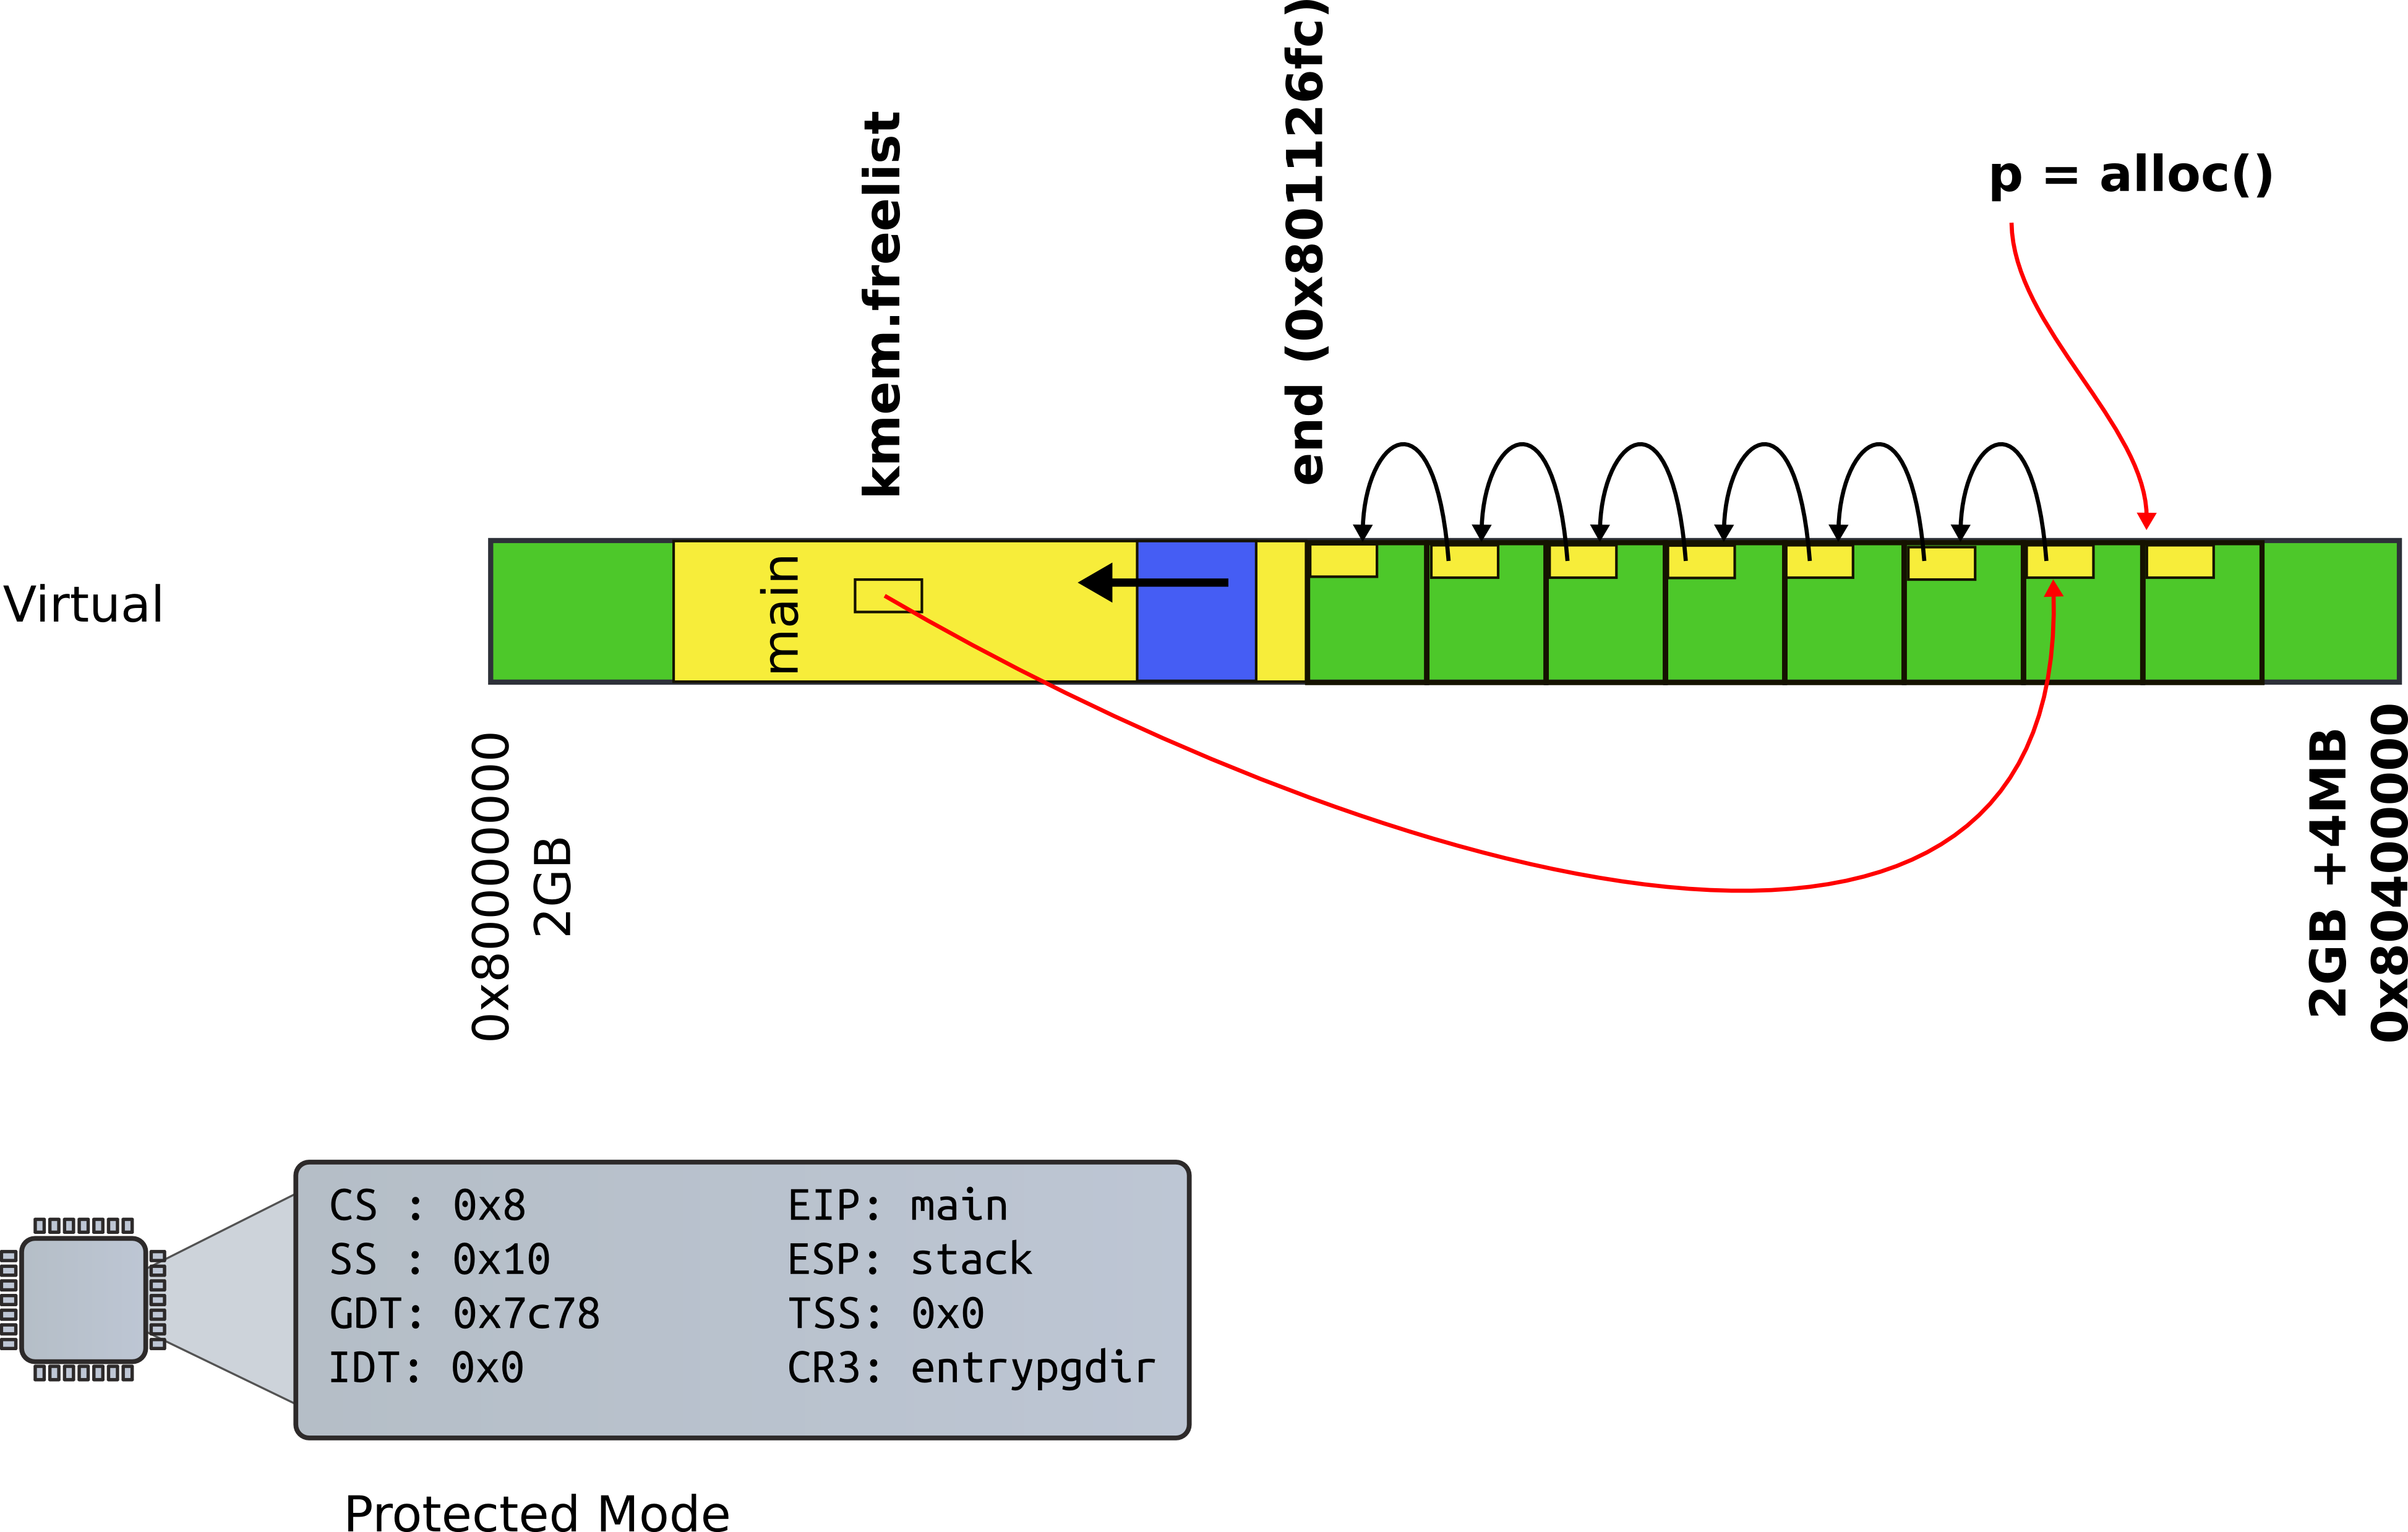 kmem.freelist
end (0x801126fc)
p = alloc()
Virtual
main
0x80000000
2GB
2GB +4MB
0x80400000
CS : 0x8
SS : 0x10
GDT: 0x7c78
IDT: 0x0
EIP: main
ESP: stack
TSS: 0x0
CR3: entrypgdir
Protected Mode